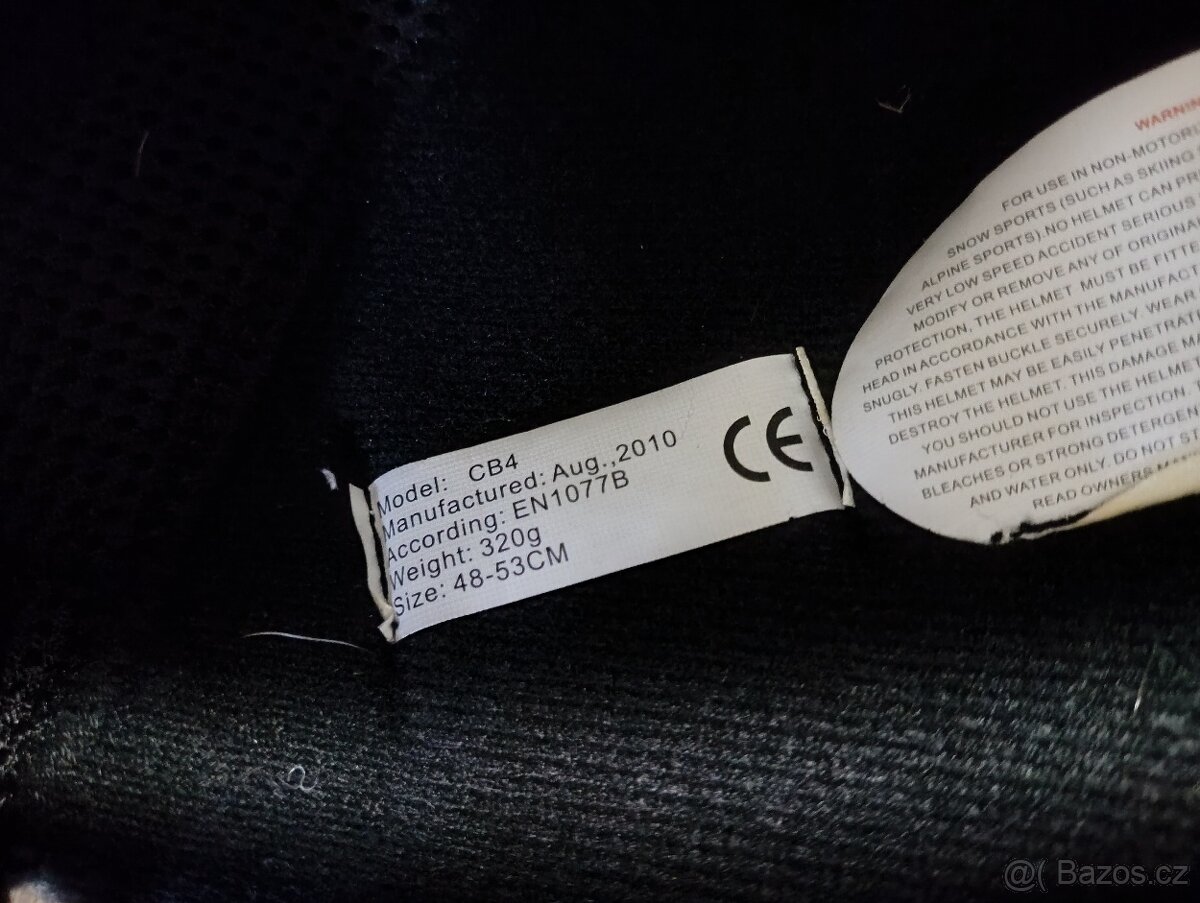 Model: CB4
Manufactured: Aug.,2010
According: EN1077B
Weight: 320g
Size: 48-53CM
CE
FOR USE IN NON-MOTORI
SNOW SPORTS (SUCH AS SKIING
ALPINE SPORTS).NO HELMET CAN PR
VERY LOW SPEED ACCIDENT SERIOUS
MODIFY OR REMOVE ANY OF ORIGINA
PROTECTION, THE HELMET MUST BE FITTE
HEAD IN ACCORDANCE WITH THE MANUFACT
SNUGLY. FASTEN BUCKLE SECURELY WEAR
THIS HELMET MAY BE EASILY PENETRAT
DESTROY THE HELMET. THIS DAMAGE MA
YOU SHOULD NOT USE THE HELME
MANUFACTURER FOR INSPECTION,
BLEACHES OR STRONG DETERGEN
AND WATER ONLY. DO NOT ST
READ OWNERS
@( Bazos.cz